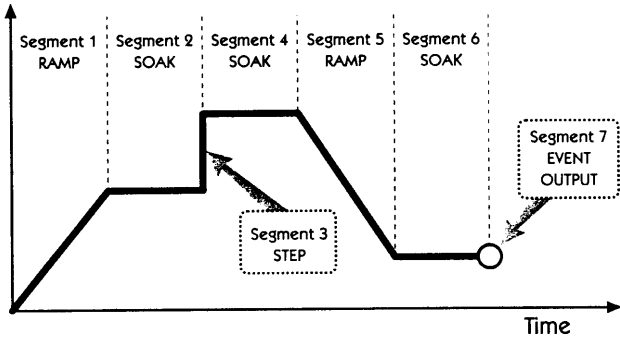 Segment 1
RAMP
Segment 2
SOAK
Segment 4
SOAK
Segment 5
RAMP
Segment 6
SOAK
Segment 7
EVENT
OUTPUT
Segment 3
STEP
Time